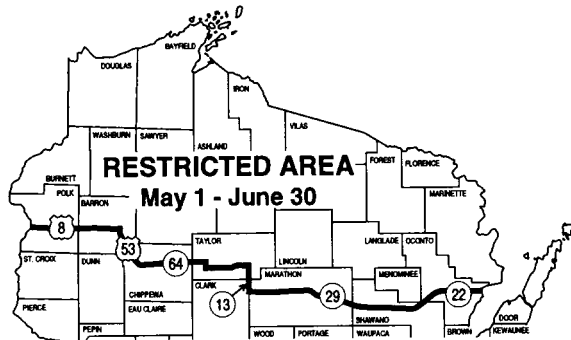 BAYFIELD
DOUGLAS
IRON
VILAS
WASHBURN
SAWYER
ASHLAND
FOREST
FLORENCE
RESTRICTED AREA
May 1 - June 30
BURNETT
POLK
BARRON
MARINETTE
8
53
64
TAYLOR
LINCOLN
LANGLADE
OCONTO
ST. CROIX
DUNN
CLARK
MARATHON
MENOMINEE
CHIPPEWA
13
29
22
PIERCE
EAU CLAIRE
SHAWANO
DOOR
PEPIN
WOOD
PORTAGE
WAUPACA
BROWN
KEWAUNEE